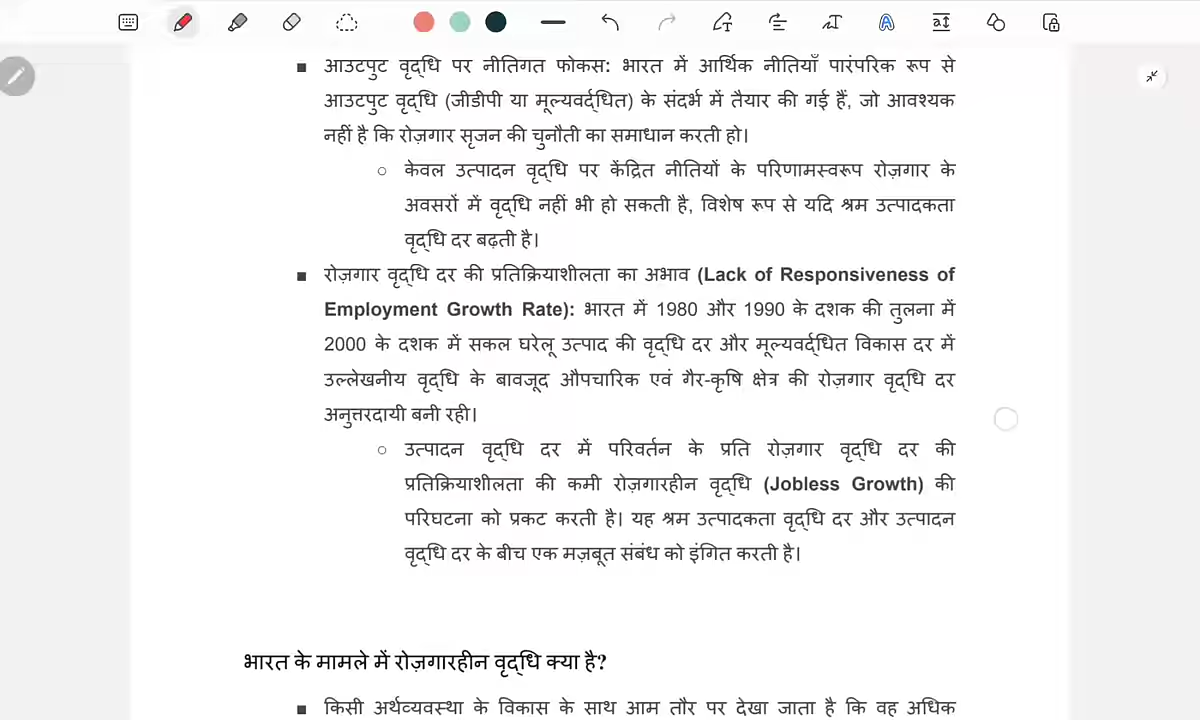 ■ आउटपुट वृद्धि पर नीतिगत फोकस: भारत में आर्थिक नीतियाँ पारंपरिक रूप से
आउटपुट वृद्धि (जीडीपी या मूल्यवर्द्धित) के संदर्भ में तैयार की गई हैं, जो आवश्यक
नहीं है कि रोज़गार सृजन की चुनौती का समाधान करती हो।
○ केवल उत्पादन वृद्धि पर केंद्रित नीतियों के परिणामस्वरूप रोज़गार के
अवसरों में वृद्धि नहीं भी हो सकती है, विशेष रूप से यदि श्रम उत्पादकता
वृद्धि दर बढ़ती है।
■ रोज़गार वृद्धि दर की प्रतिक्रियाशीलता का अभाव (Lack of Responsiveness of
Employment Growth Rate): भारत में 1980 और 1990 के दशक की तुलना में
2000 के दशक में सकल घरेलू उत्पाद की वृद्धि दर और मूल्यवर्द्धित विकास दर में
उल्लेखनीय वृद्धि के बावजूद औपचारिक एवं गैर-कृषि क्षेत्र की रोज़गार वृद्धि दर
अनुत्तरदायी बनी रही।
○ उत्पादन वृद्धि दर में परिवर्तन के प्रति रोज़गार वृद्धि दर की
प्रतिक्रियाशीलता की कमी रोज़गारहीन वृद्धि (Jobless Growth) की
परिघटना को प्रकट करती है। यह श्रम उत्पादकता वृद्धि दर और उत्पादन
वृद्धि दर के बीच एक मज़बूत संबंध को इंगित करती है।
भारत के मामले में रोज़गारहीन वृद्धि क्या है?
■ किसी अर्थव्यवस्था के विकास के साथ आम तौर पर देखा जाता है कि वह अधिक